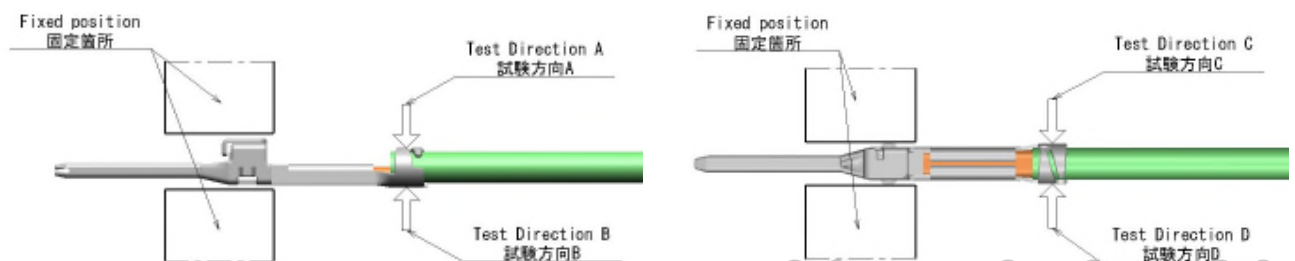 Fixed position
固定箇所
Test Direction A
試験方向A
Test Direction B
試験方向B
Fixed position
固定箇所
Test Direction C
試験方向C
Test Direction D
試験方向D